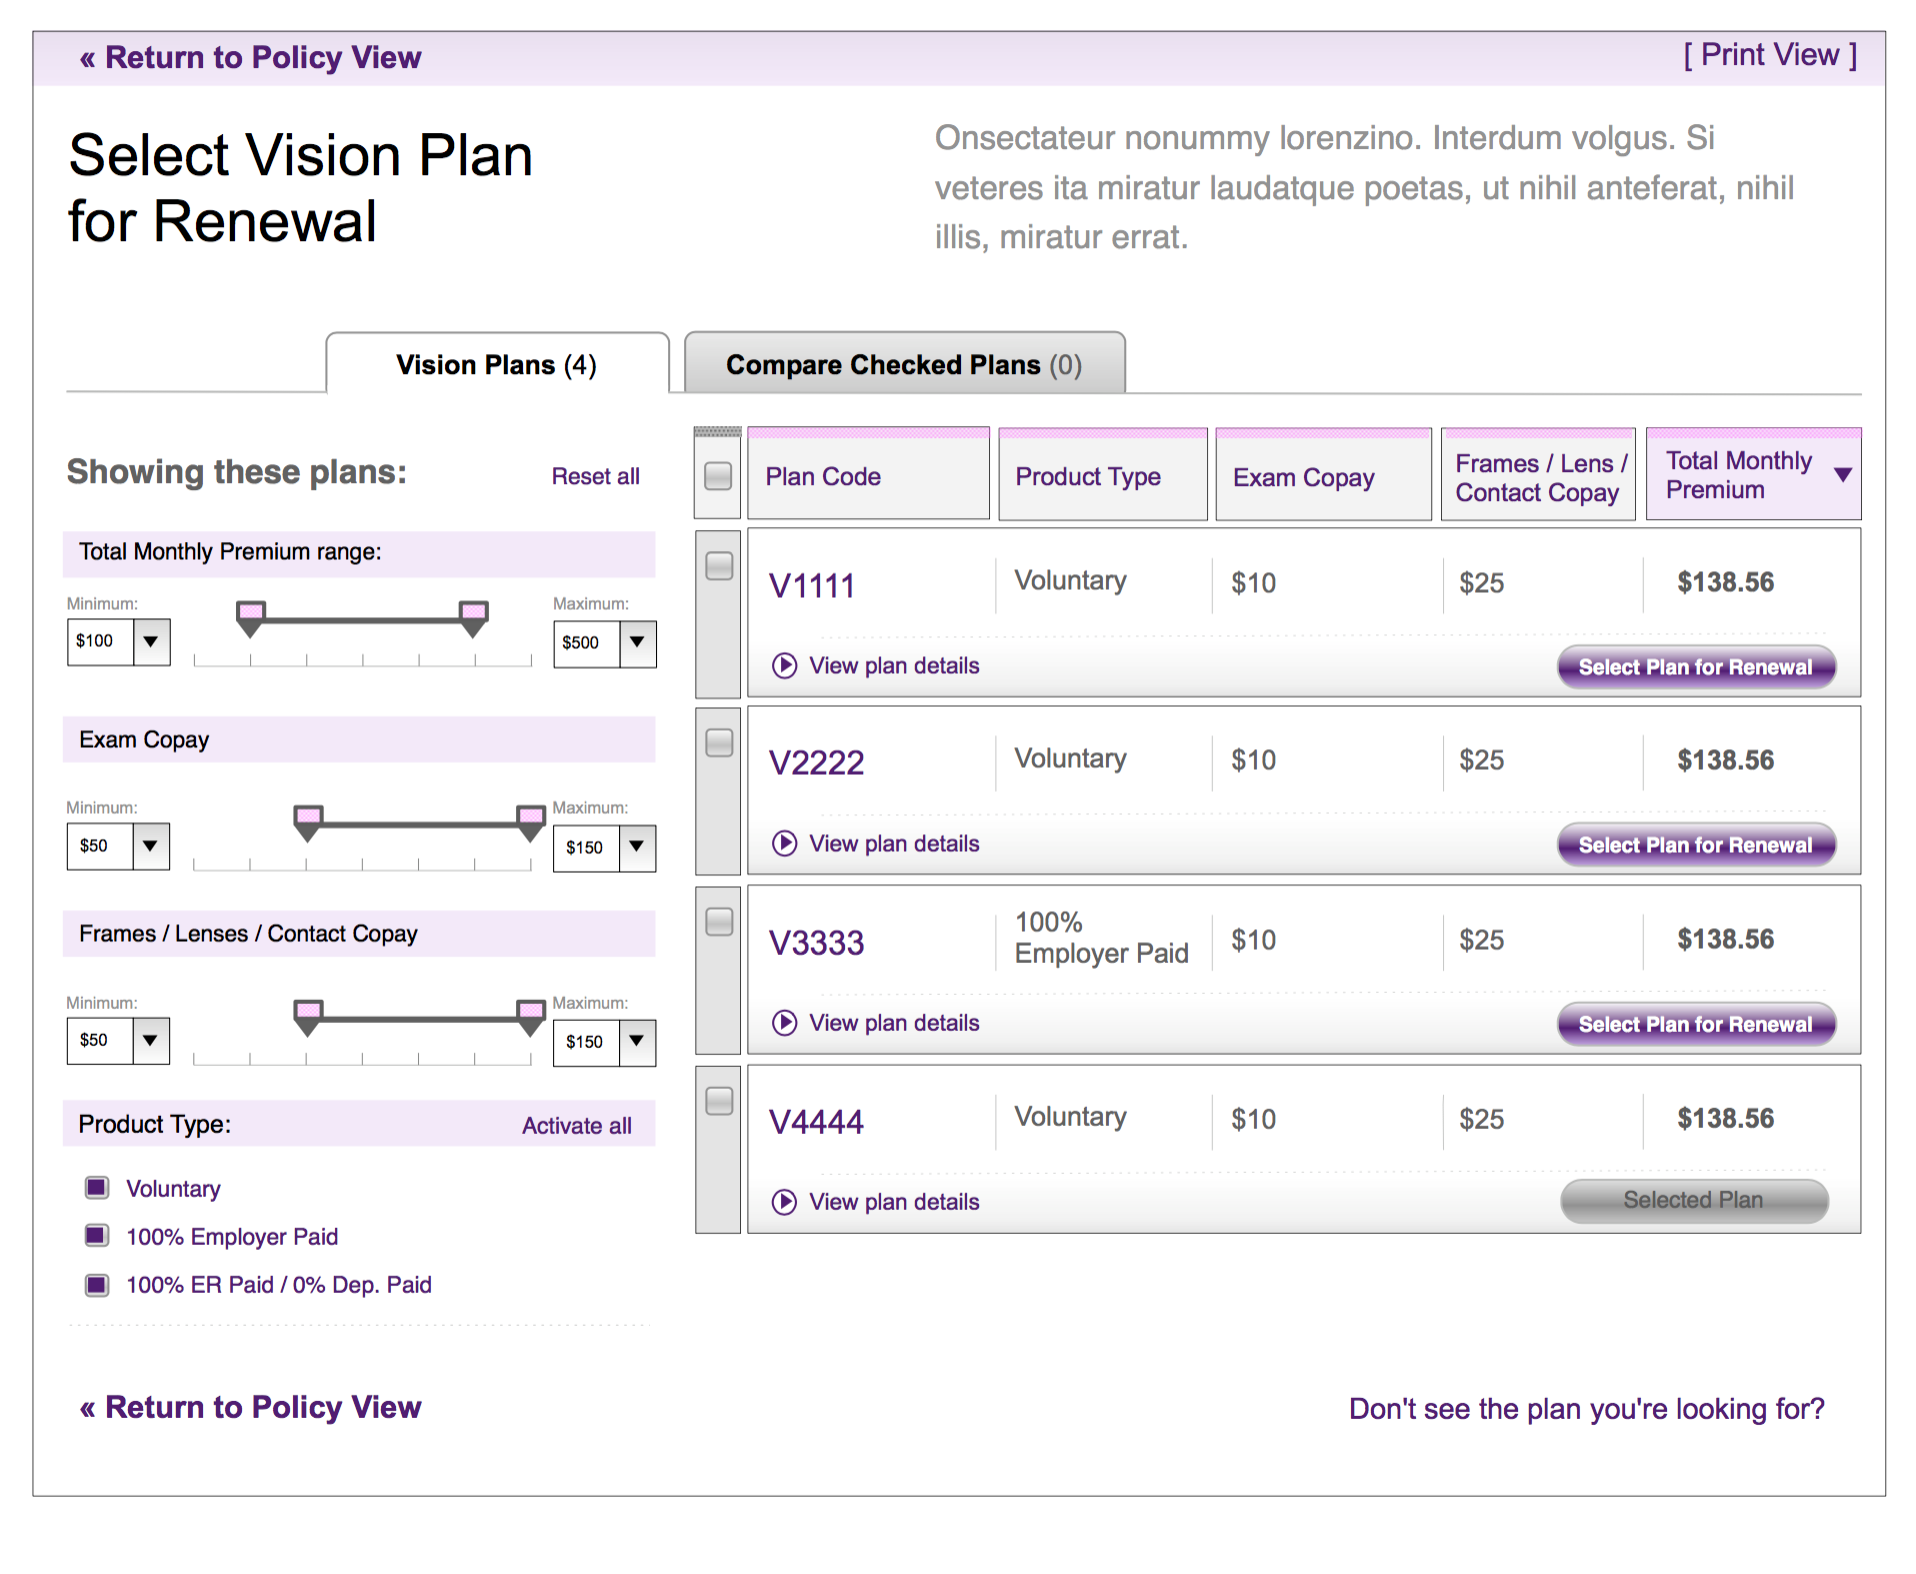 « Return to Policy View
[ Print View ]
Select Vision Plan
for Renewal
Onsectateur nonummy lorenzino. Interdum volgus. Si
veteres ita miratur laudatque poetas, ut nihil anteferat, nihil
illis, miratur errat.
Vision Plans (4)
Compare Checked Plans (0)
Showing these plans:
Reset all
Total Monthly Premium range:
Minimum:
Maximum:
$100
$500
Exam Copay
Minimum:
Maximum:
$50
$150
Frames / Lenses / Contact Copay
Minimum:
Maximum:
$50
$150
Product Type:
Activate all
Voluntary
100% Employer Paid
100% ER Paid / 0% Dep. Paid
Plan Code
Product Type
Exam Copay
Frames / Lens /
Contact Copay
Total Monthly
Premium
V1111
Voluntary
$10
$25
$138.56
View plan details
Select Plan for Renewal
V2222
Voluntary
$10
$25
$138.56
View plan details
Select Plan for Renewal
V3333
100%
Employer Paid
$10
$25
$138.56
View plan details
Select Plan for Renewal
V4444
Voluntary
$10
$25
$138.56
View plan details
Selected Plan
« Return to Policy View
Don't see the plan you're looking for?